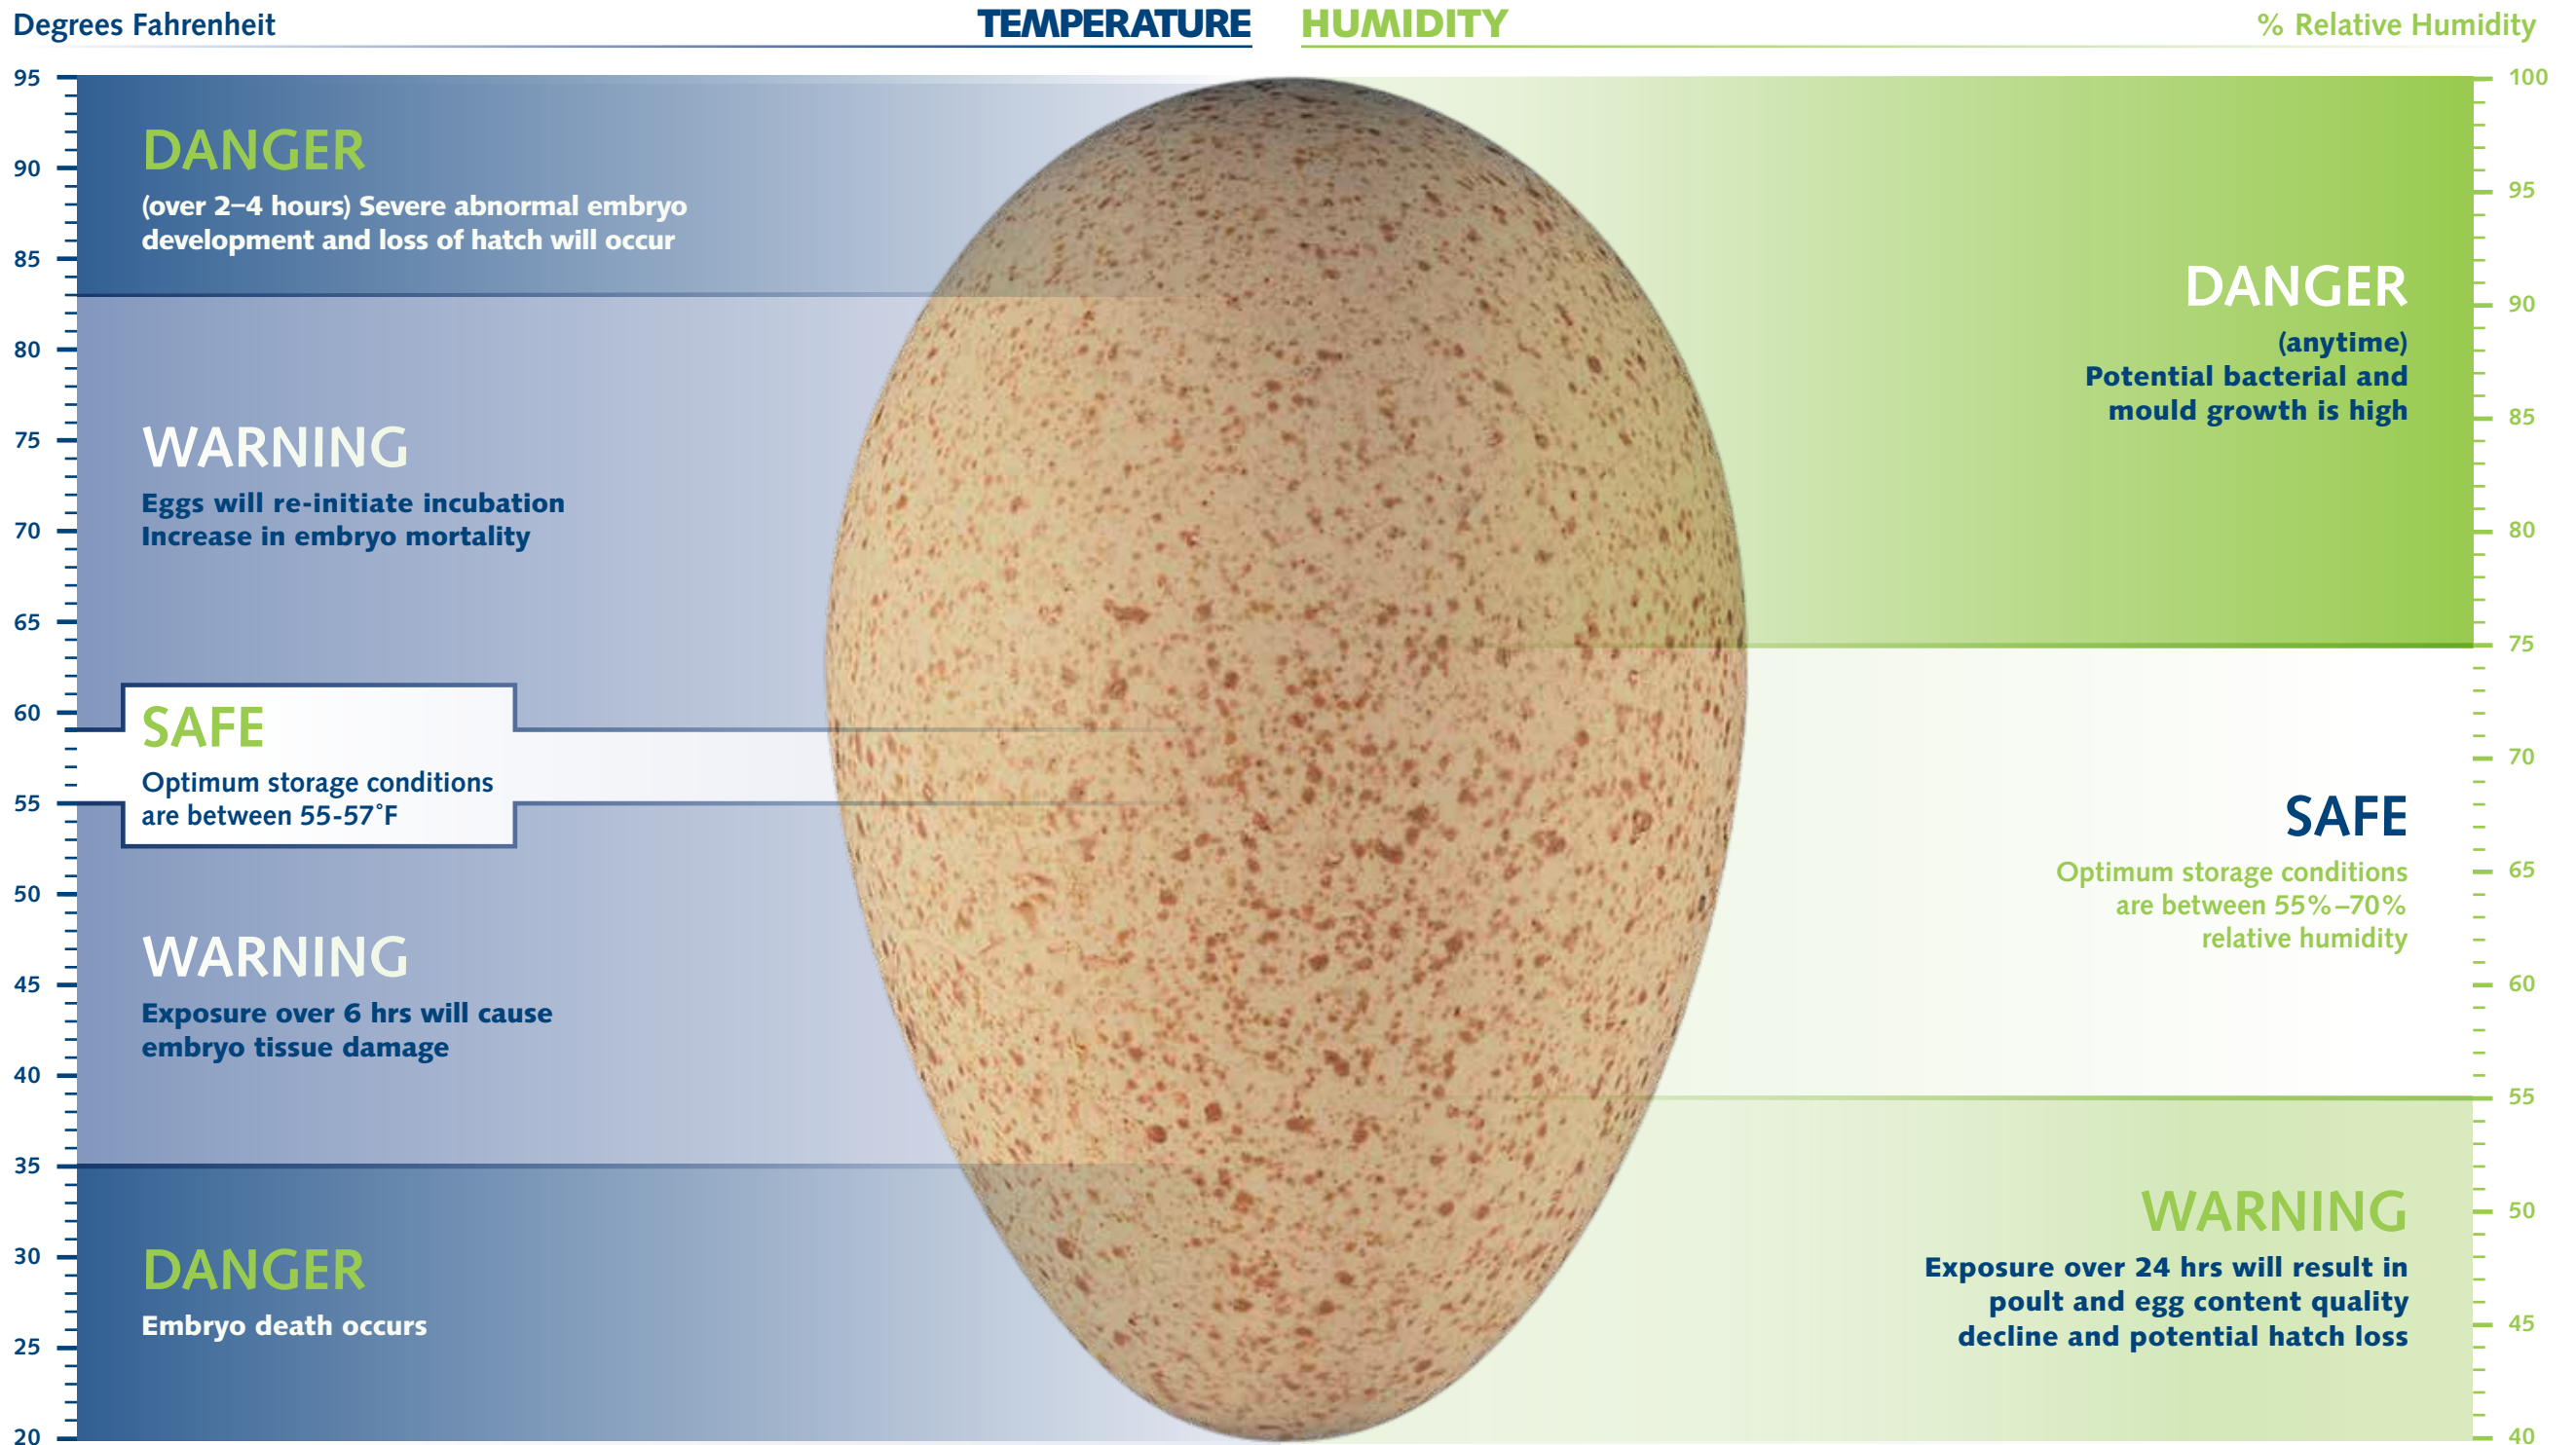 Degrees Fahrenheit
TEMPERATURE
HUMIDITY
% Relative Humidity
95
90
85
80
75
70
65
60
55
50
45
40
35
30
25
20
DANGER
(over 2–4 hours) Severe abnormal embryo
development and loss of hatch will occur
WARNING
Eggs will re-initiate incubation
Increase in embryo mortality
SAFE
Optimum storage conditions
are between 55-57˚F
WARNING
Exposure over 6 hrs will cause
embryo tissue damage
DANGER
Embryo death occurs
DANGER
(anytime)
Potential bacterial and
mould growth is high
SAFE
Optimum storage conditions
are between 55%–70%
relative humidity
WARNING
Exposure over 24 hrs will result in
poult and egg content quality
decline and potential hatch loss
100
95
90
85
80
75
70
65
60
55
50
45
40